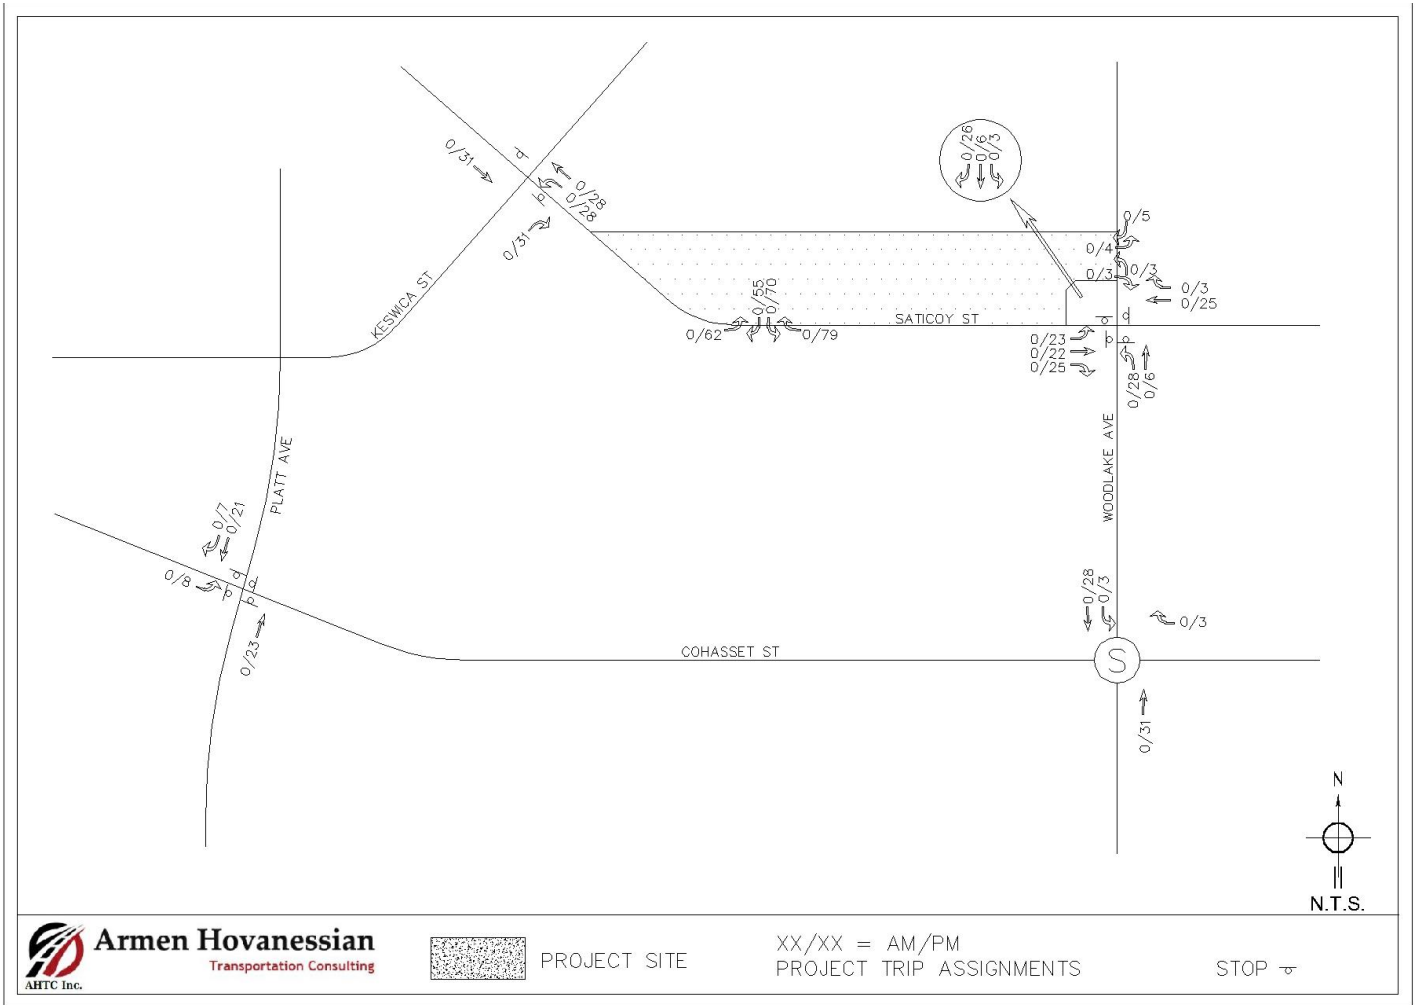 0/26
0/6
0/3
0/31
0/28
0/28
0/31
0/5
0/4
0/3
0/3
0/3
0/25
KESWICA ST
0/55
0/70
0/62
0/79
SATICOY ST
0/23
0/22
0/25
0/28
0/6
PLATT AVE
WOODLAKE AVE
0/7
0/21
0/8
0/23
COHASSET ST
0/28
0/3
0/3
S
0/31
N
N.T.S.
Armen Hovanessian
Transportation Consulting
AHTC Inc.
PROJECT SITE
XX/XX = AM/PM
PROJECT TRIP ASSIGNMENTS
STOP